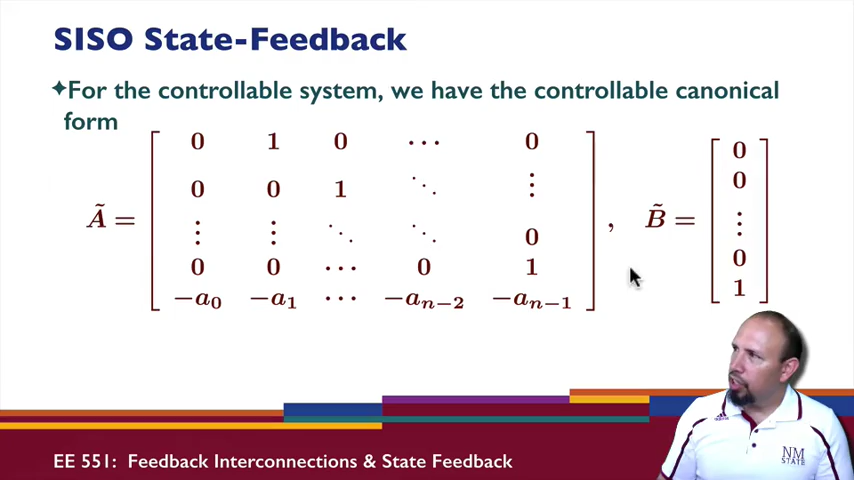 SISO State-Feedback
✦For the controllable system, we have the controllable canonical
form
Ã = [ 0 1 0 ⋯ 0
0 0 1 ⋱ ⋮
⋮ ⋮ ⋱ ⋱ 0
0 0 ⋯ 0 1
−a₀ −a₁ ⋯ −aₙ₋₂ −aₙ₋₁ ] , B̃ = [ 0
0
⋮
0
1 ]
NM
STATE
EE 551: Feedback Interconnections & State Feedback